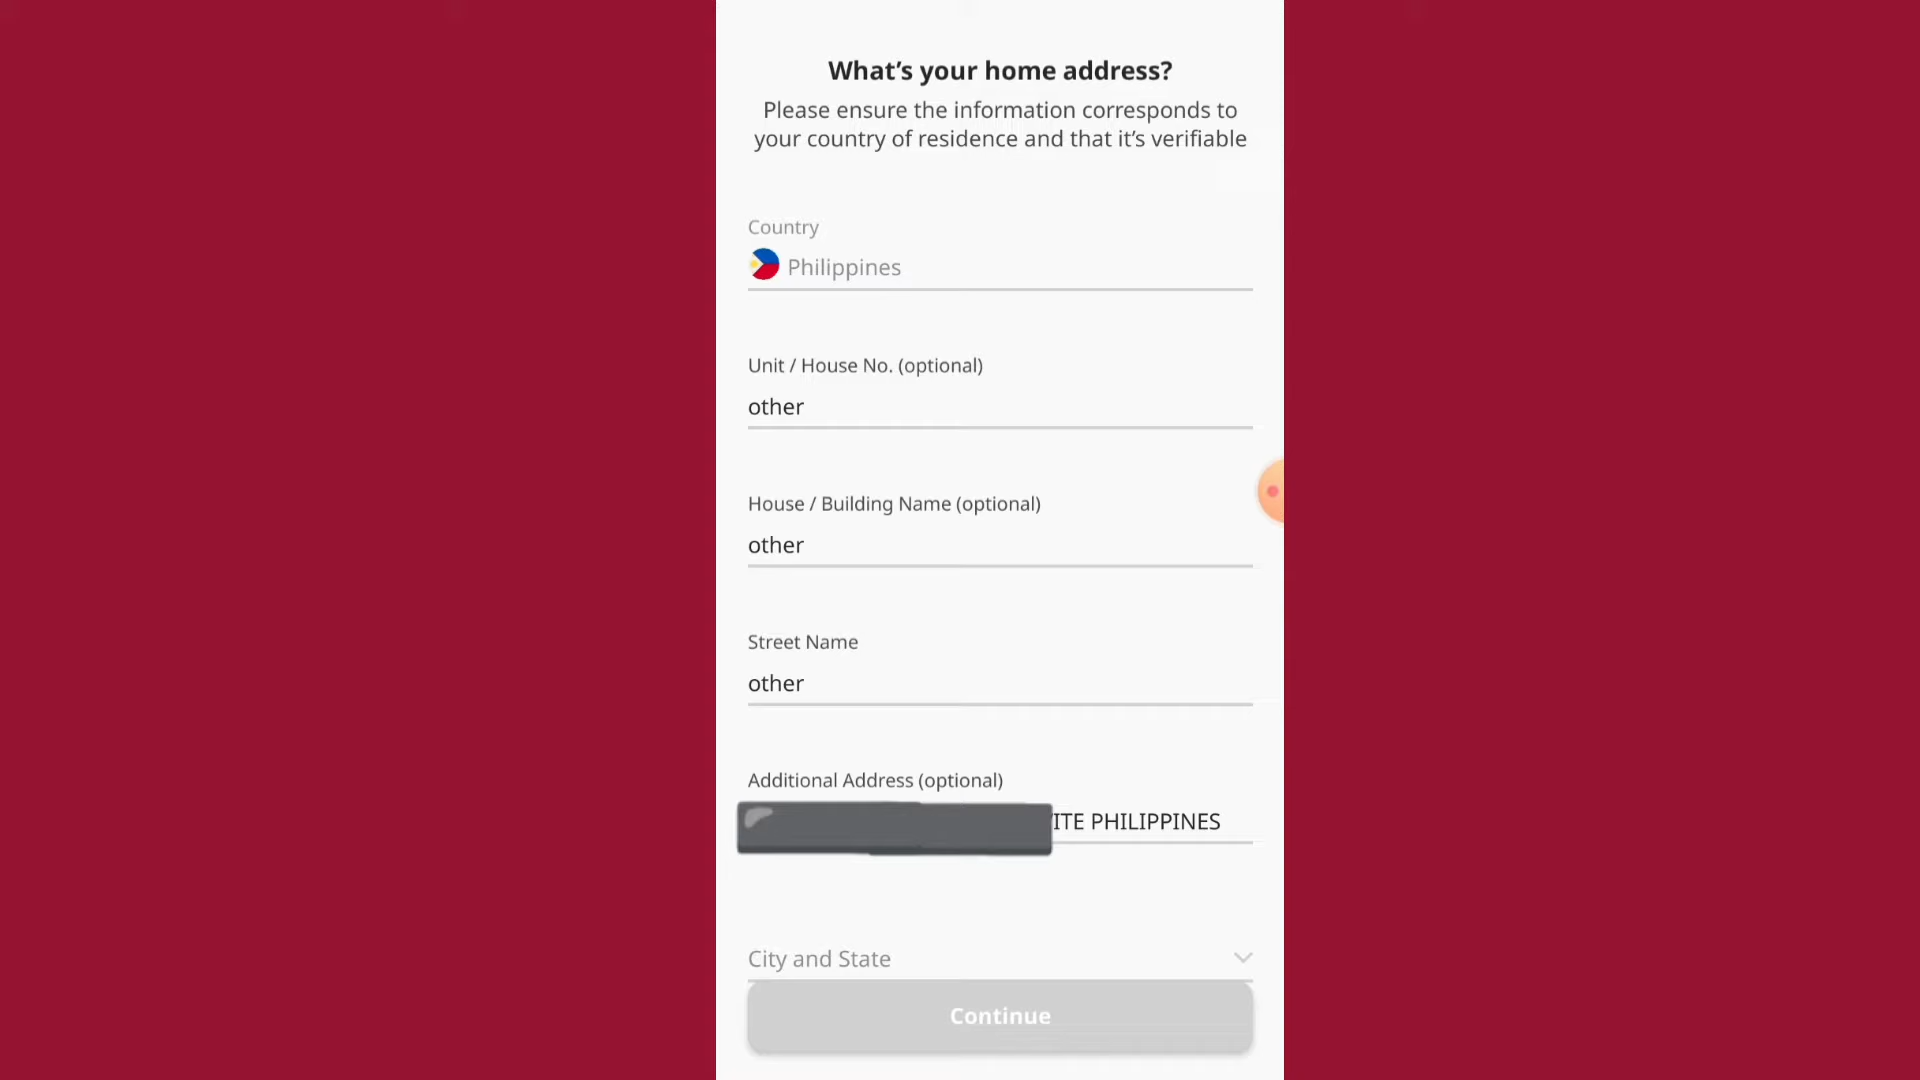 What's your home address?
Please ensure the information corresponds to
your country of residence and that it's verifiable
Country
Philippines
Unit / House No. (optional)
other
House / Building Name (optional)
other
Street Name
other
Additional Address (optional)
PHILIPPINES
City and State
Continue